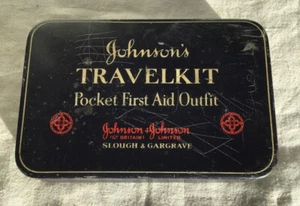 Johnson's
TRAVELKIT
Pocket First Aid Outfit
Johnson & Johnson
(GT BRITAIN) LIMITED
SLOUGH & GARGRAVE